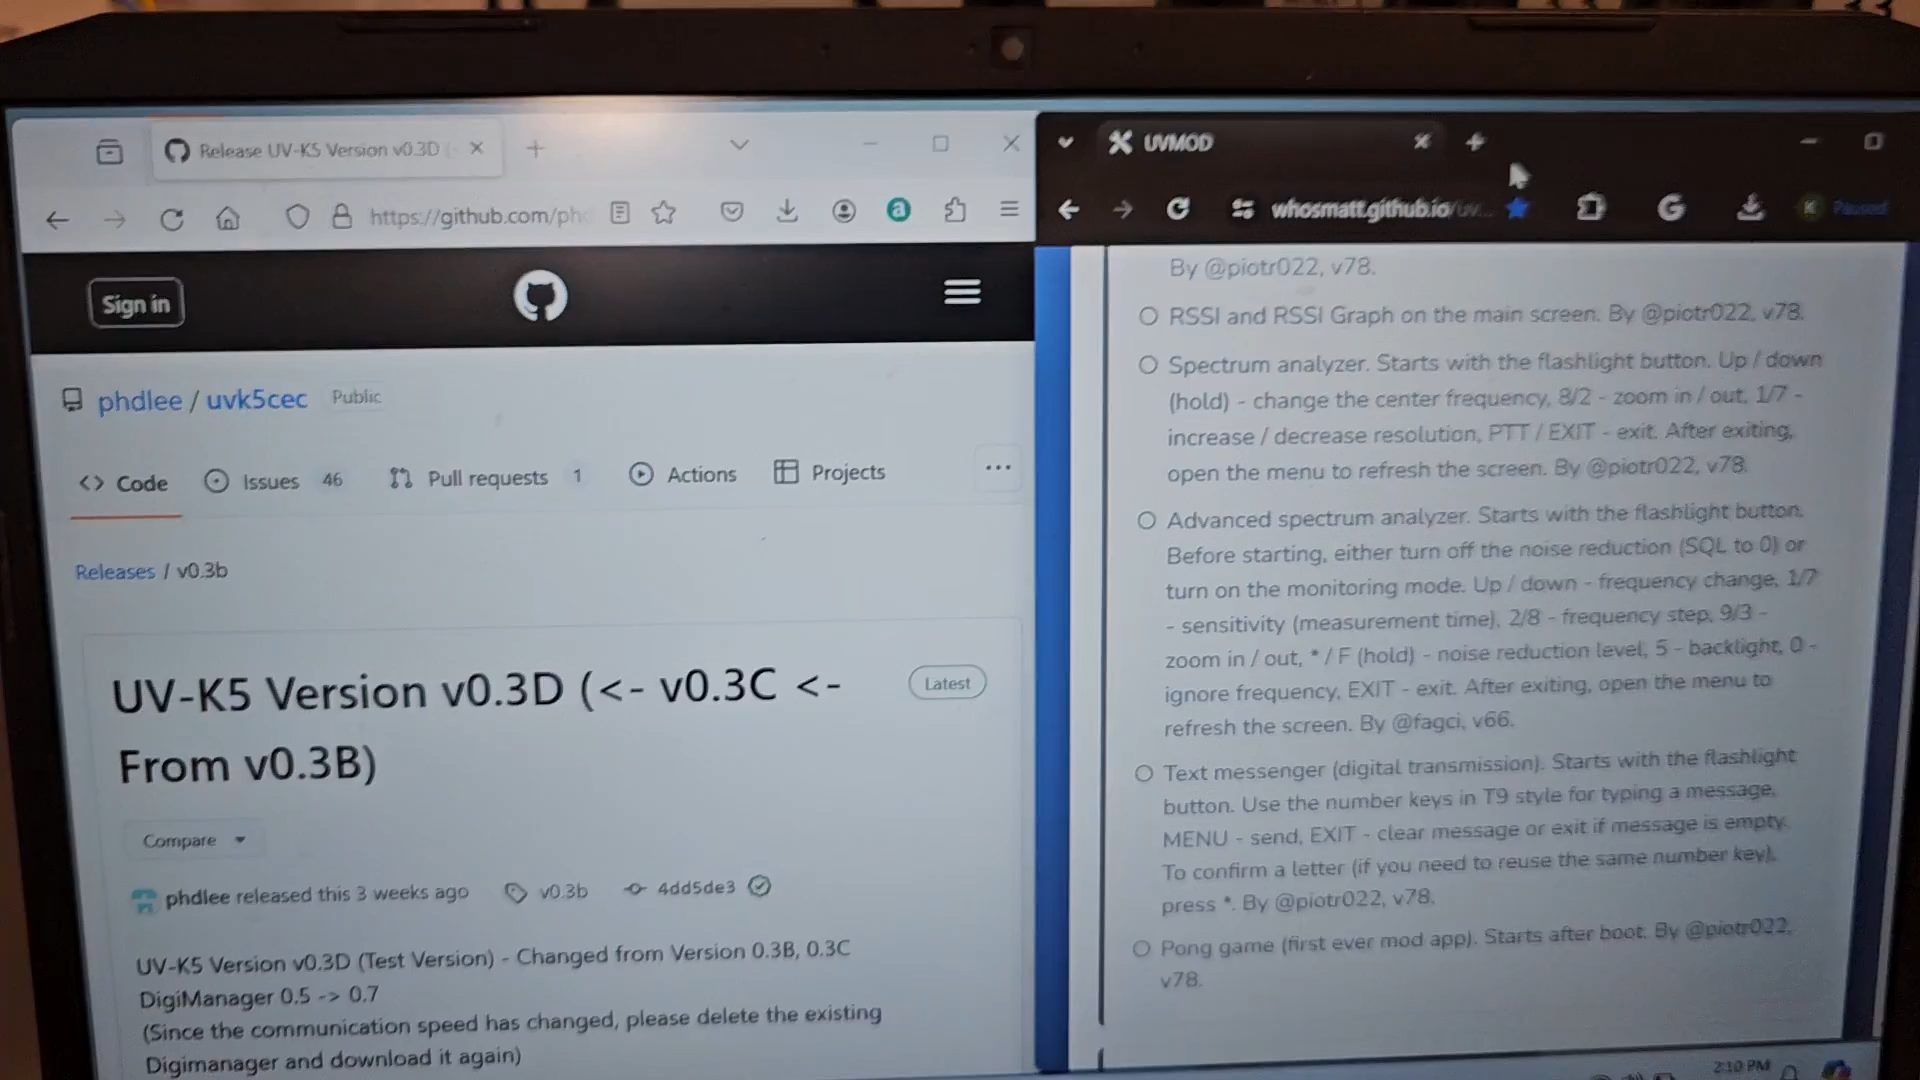 Release UV-K5 Version v0.3D
https://github.com/ph
Sign in
phdlee / uvk5cec Public
Code
Issues 46
Pull requests 1
Actions
Projects
Releases / v0.3b
UV-K5 Version v0.3D (<- v0.3C <-
From v0.3B)
Latest
Compare
phdlee released this 3 weeks ago v0.3b 4dd5de3
UV-K5 Version v0.3D (Test Version) - Changed from Version 0.3B, 0.3C
DigiManager 0.5 -> 0.7
(Since the communication speed has changed, please delete the existing
Digimanager and download it again)
UVMOD
whosmatt.github.io/uv...
K Paused
By @piotr022, v78.
RSSI and RSSI Graph on the main screen. By @piotr022, v78.
Spectrum analyzer. Starts with the flashlight button. Up / down
(hold) - change the center frequency, 8/2 - zoom in / out, 1/7 -
increase / decrease resolution, PTT / EXIT - exit. After exiting,
open the menu to refresh the screen. By @piotr022, v78.
Advanced spectrum analyzer. Starts with the flashlight button.
Before starting, either turn off the noise reduction (SQL to 0) or
turn on the monitoring mode. Up / down - frequency change, 1/7
- sensitivity (measurement time), 2/8 - frequency step, 9/3 -
zoom in / out, * / F (hold) - noise reduction level, 5 - backlight, 0 -
ignore frequency, EXIT - exit. After exiting, open the menu to
refresh the screen. By @fagci, v66.
Text messenger (digital transmission). Starts with the flashlight
button. Use the number keys in T9 style for typing a message,
MENU - send, EXIT - clear message or exit if message is empty.
To confirm a letter (if you need to reuse the same number key),
press *. By @piotr022, v78.
Pong game (first ever mod app). Starts after boot. By @piotr022,
v78.
2:10 PM